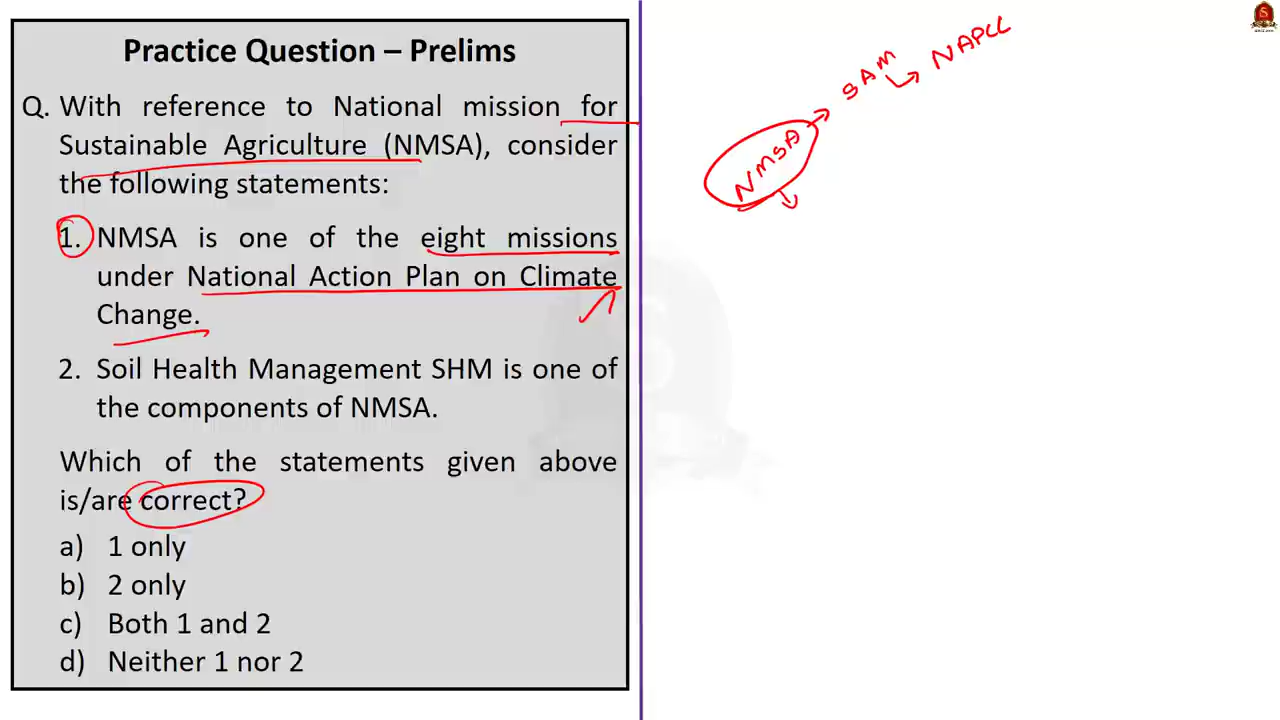 Practice Question – Prelims
Q. With reference to National mission for
Sustainable Agriculture (NMSA), consider
the following statements:
1. NMSA is one of the eight missions
under National Action Plan on Climate
Change.
2. Soil Health Management SHM is one of
the components of NMSA.
Which of the statements given above
is/are correct?
a) 1 only
b) 2 only
c) Both 1 and 2
d) Neither 1 nor 2
NMSA
SAM
NAPCC